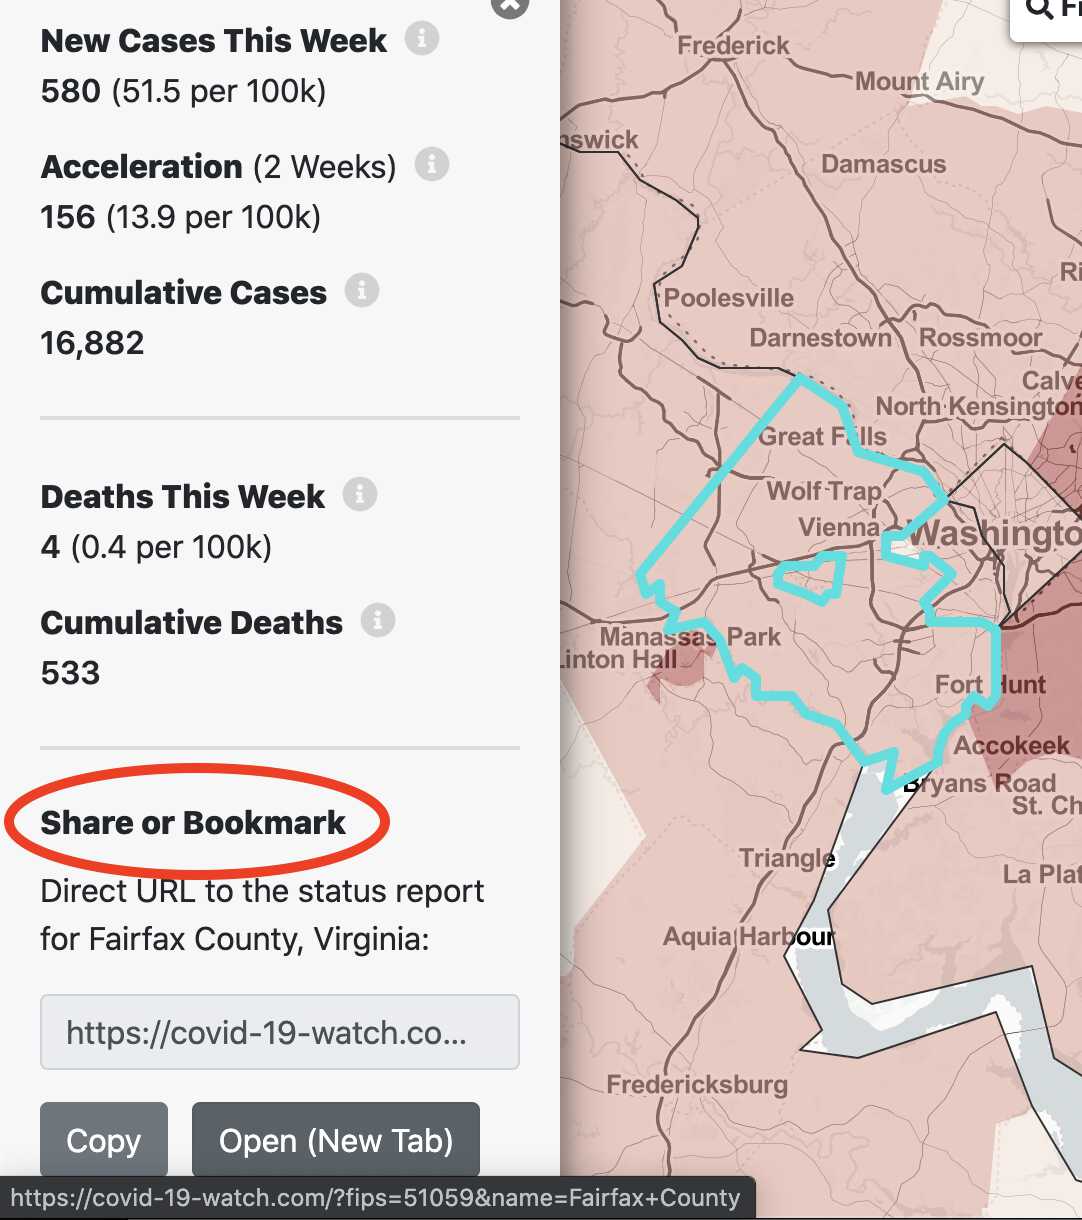 New Cases This Week
580 (51.5 per 100k)
Acceleration (2 Weeks)
156 (13.9 per 100k)
Cumulative Cases
16,882
Deaths This Week
4 (0.4 per 100k)
Cumulative Deaths
533
Share or Bookmark
Direct URL to the status report
for Fairfax County, Virginia:
https://covid-19-watch.co...
Copy
Open (New Tab)
https://covid-19-watch.com/?fips=51059&name=Fairfax+County
Frederick
Mount Airy
nswick
Damascus
Ri
Poolesville
Darnestown
Rossmoor
Calve
North Kensington
Great Falls
Wolf Trap
Vienna
Washingto
Manassas Park
Linton Hall
Fort Hunt
Accokeek
Bryans Road
St. Ch
Triangle
La Plat
Aquia Harbour
Fredericksburg